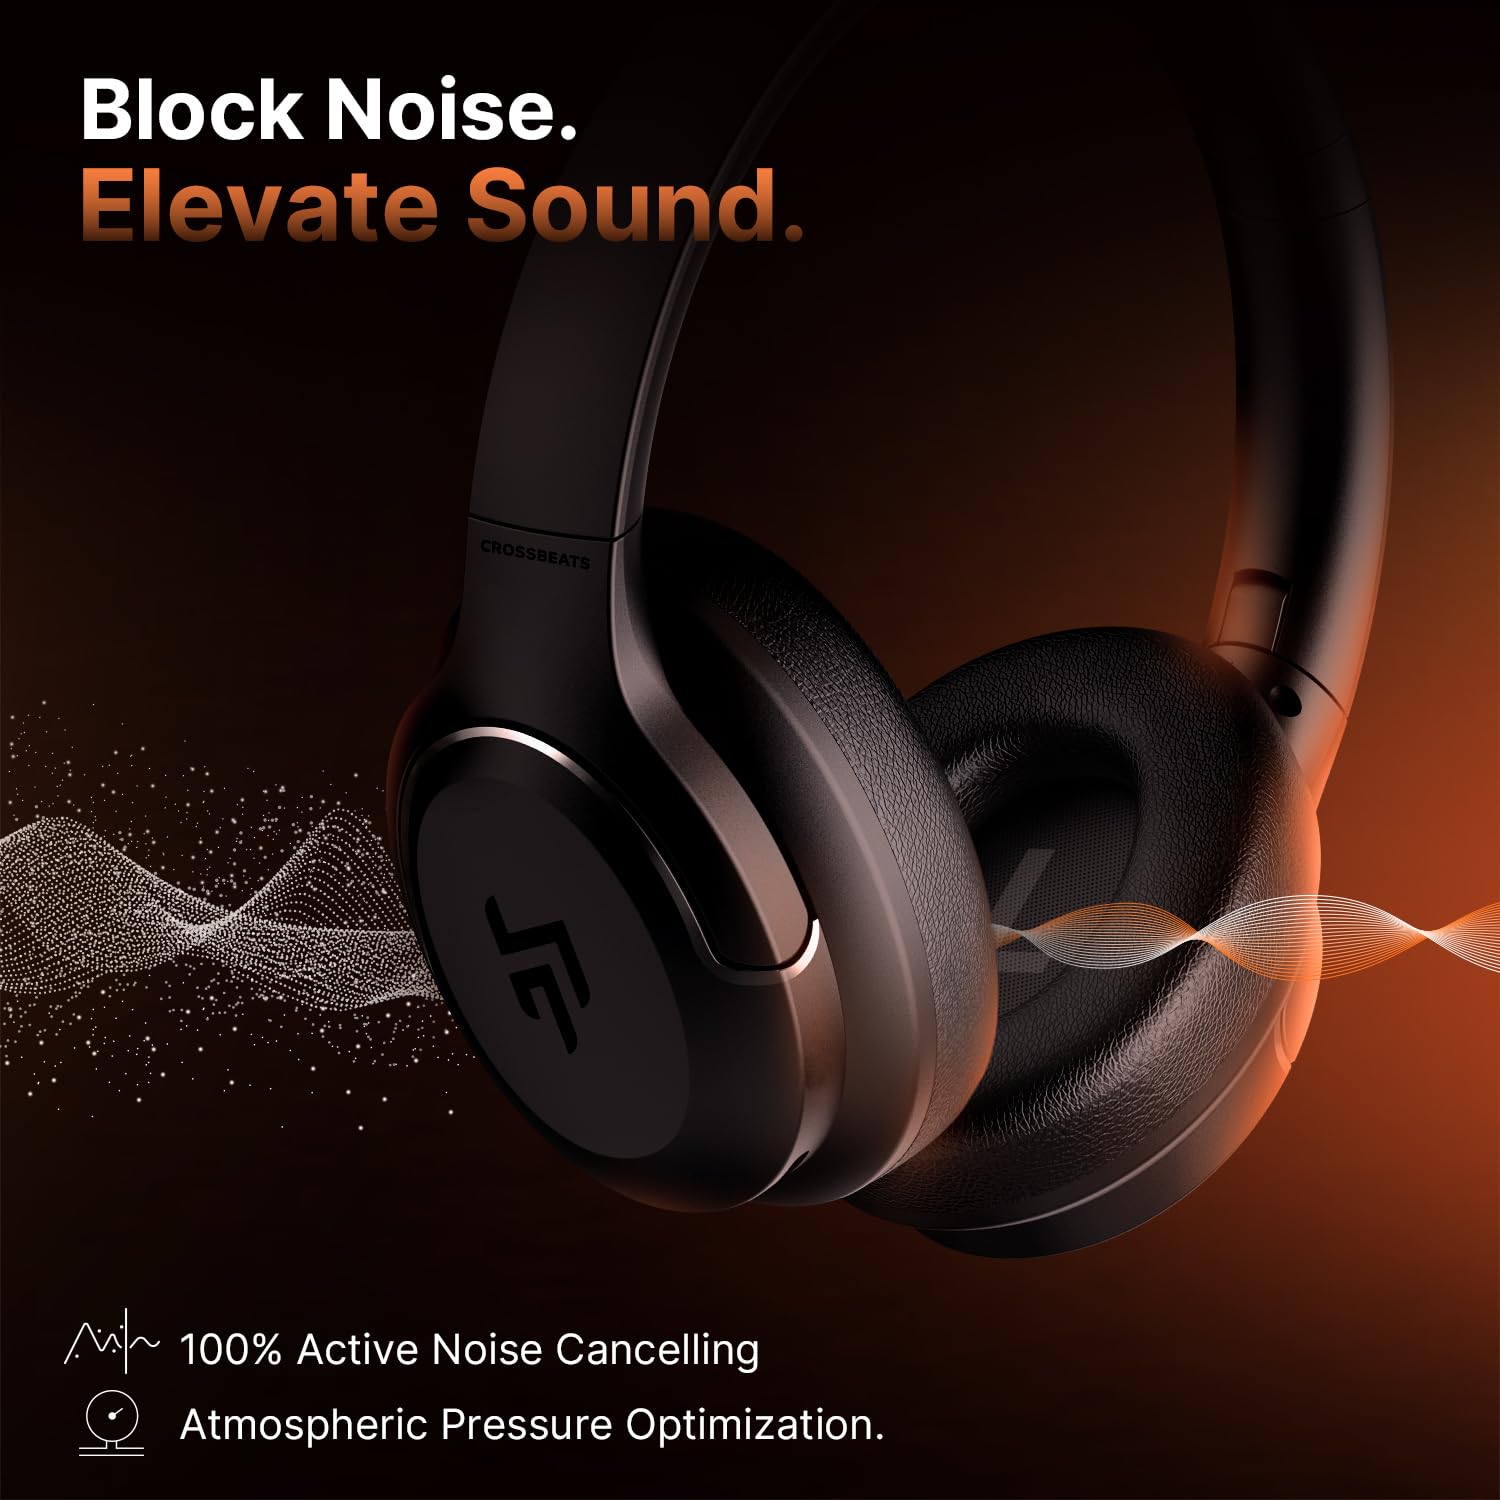 Block Noise.
Elevate Sound.
CROSSBEATS
L
100% Active Noise Cancelling
Atmospheric Pressure Optimization.